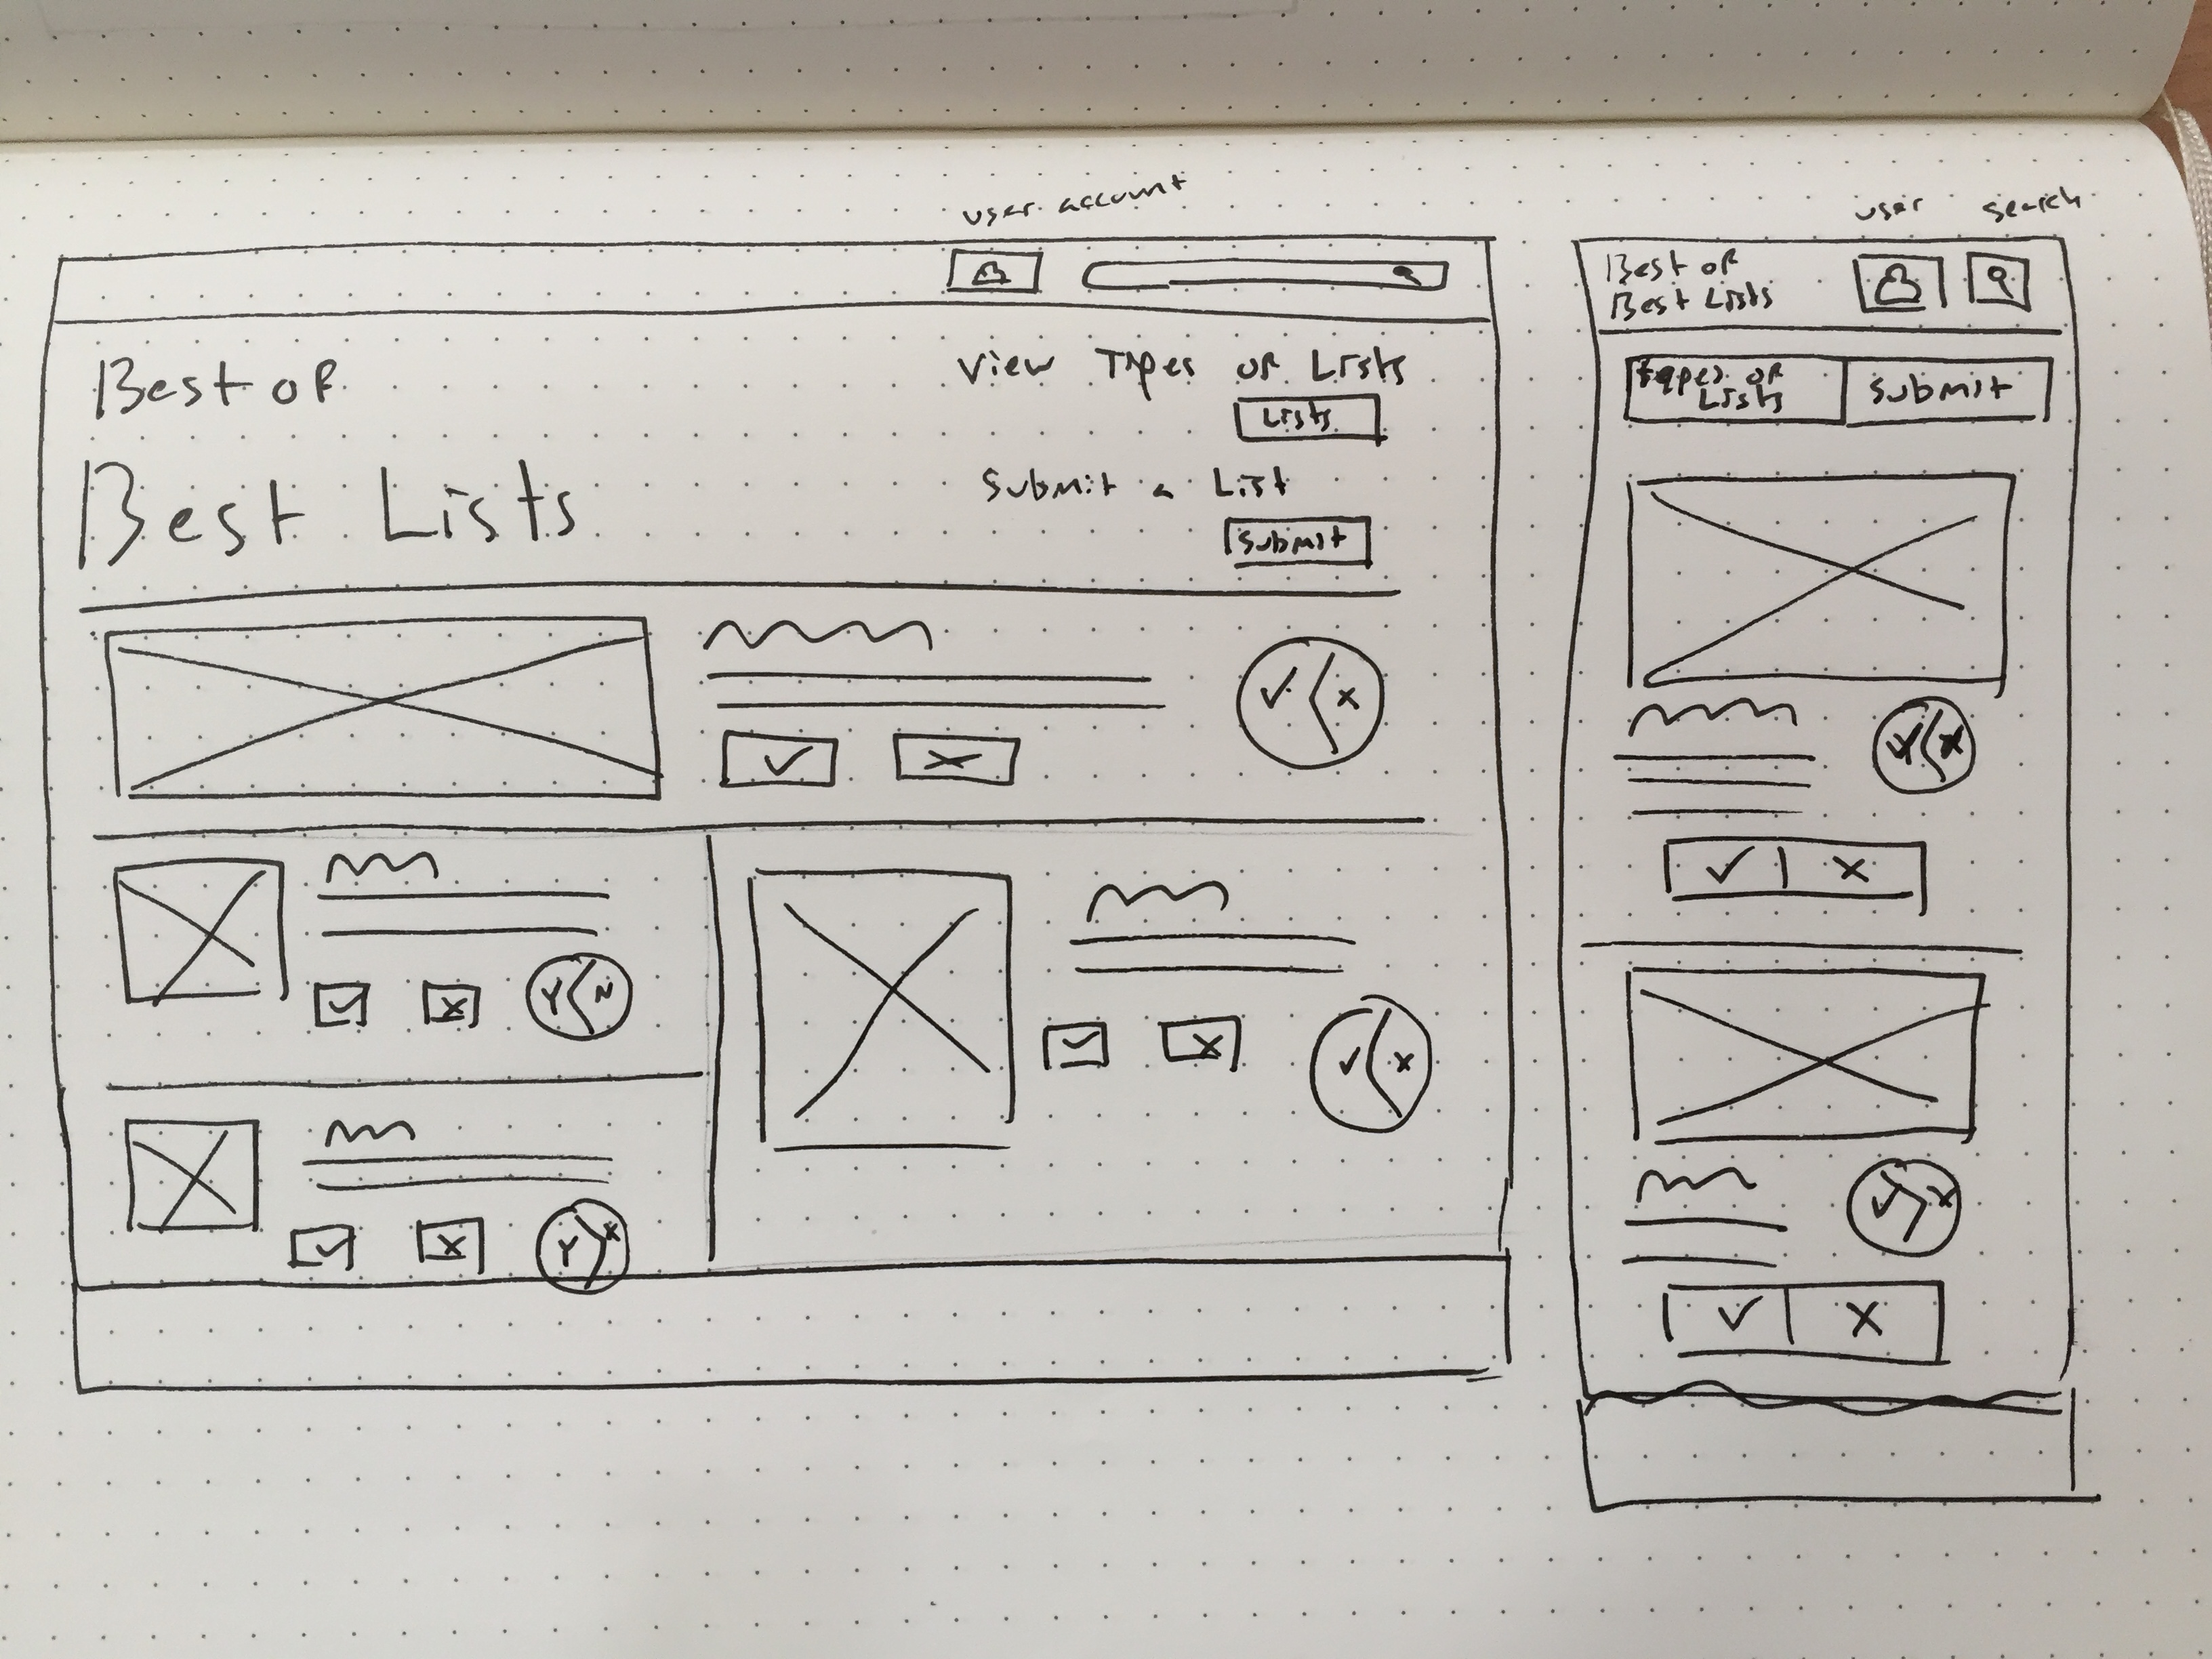 user account
Best of
Best Lists
View Types of Lists
Lists
Submit a List
Submit
Y N
Y x
user search
Best of
Best Lists
types of
Lists
Submit